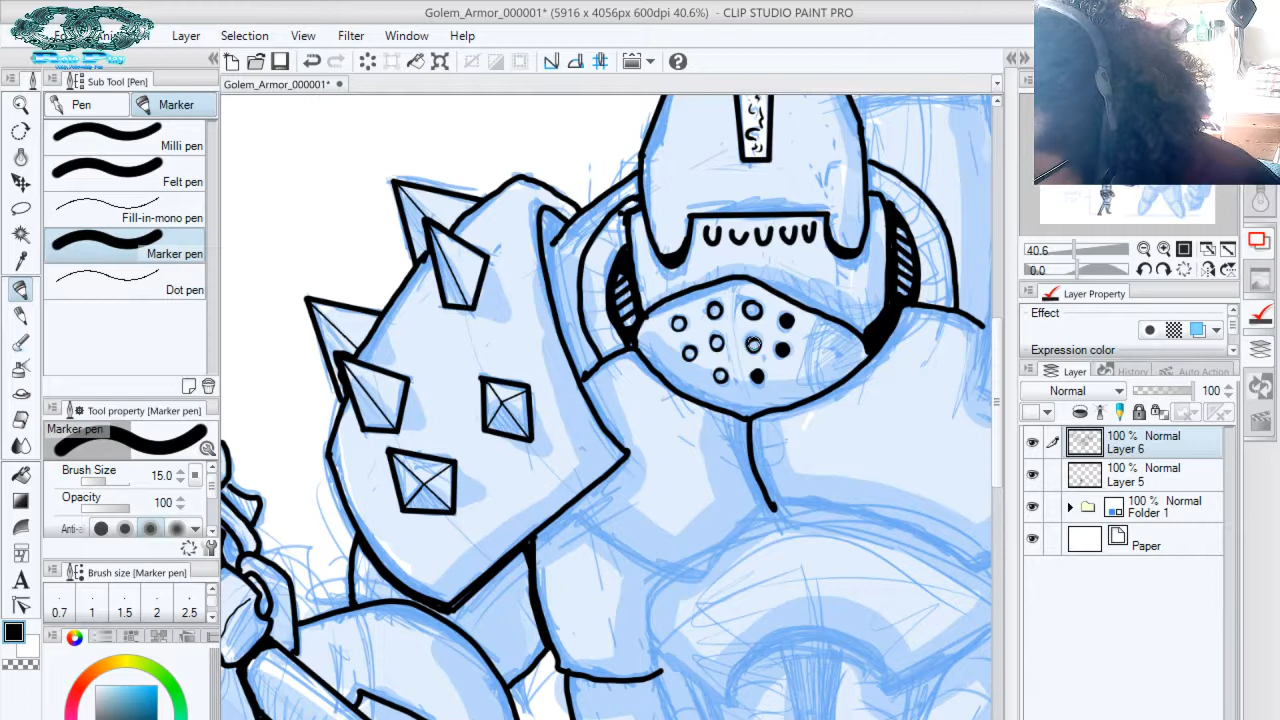 Golem_Armor_000001* (5916 x 4056px 600dpi 40.6%) - CLIP STUDIO PAINT PRO
Layer Selection View Filter Window Help
Sub Tool [Pen]
Golem_Armor_000001*
Pen Marker
Milli pen
Felt pen
Fill-in-mono pen
Marker pen
Dot pen
Tool property [Marker pen]
Marker pen
Brush Size 15.0
Opacity 100
Anti-a
Brush size [Marker pen]
0.7 1 1.5 2 2.5
40.6
0.0
Layer Property
Effect
Expression color
Layer History Auto Action
Normal 100
100 % Normal
Layer 6
100 % Normal
Layer 5
100 % Normal
Folder 1
Paper
A